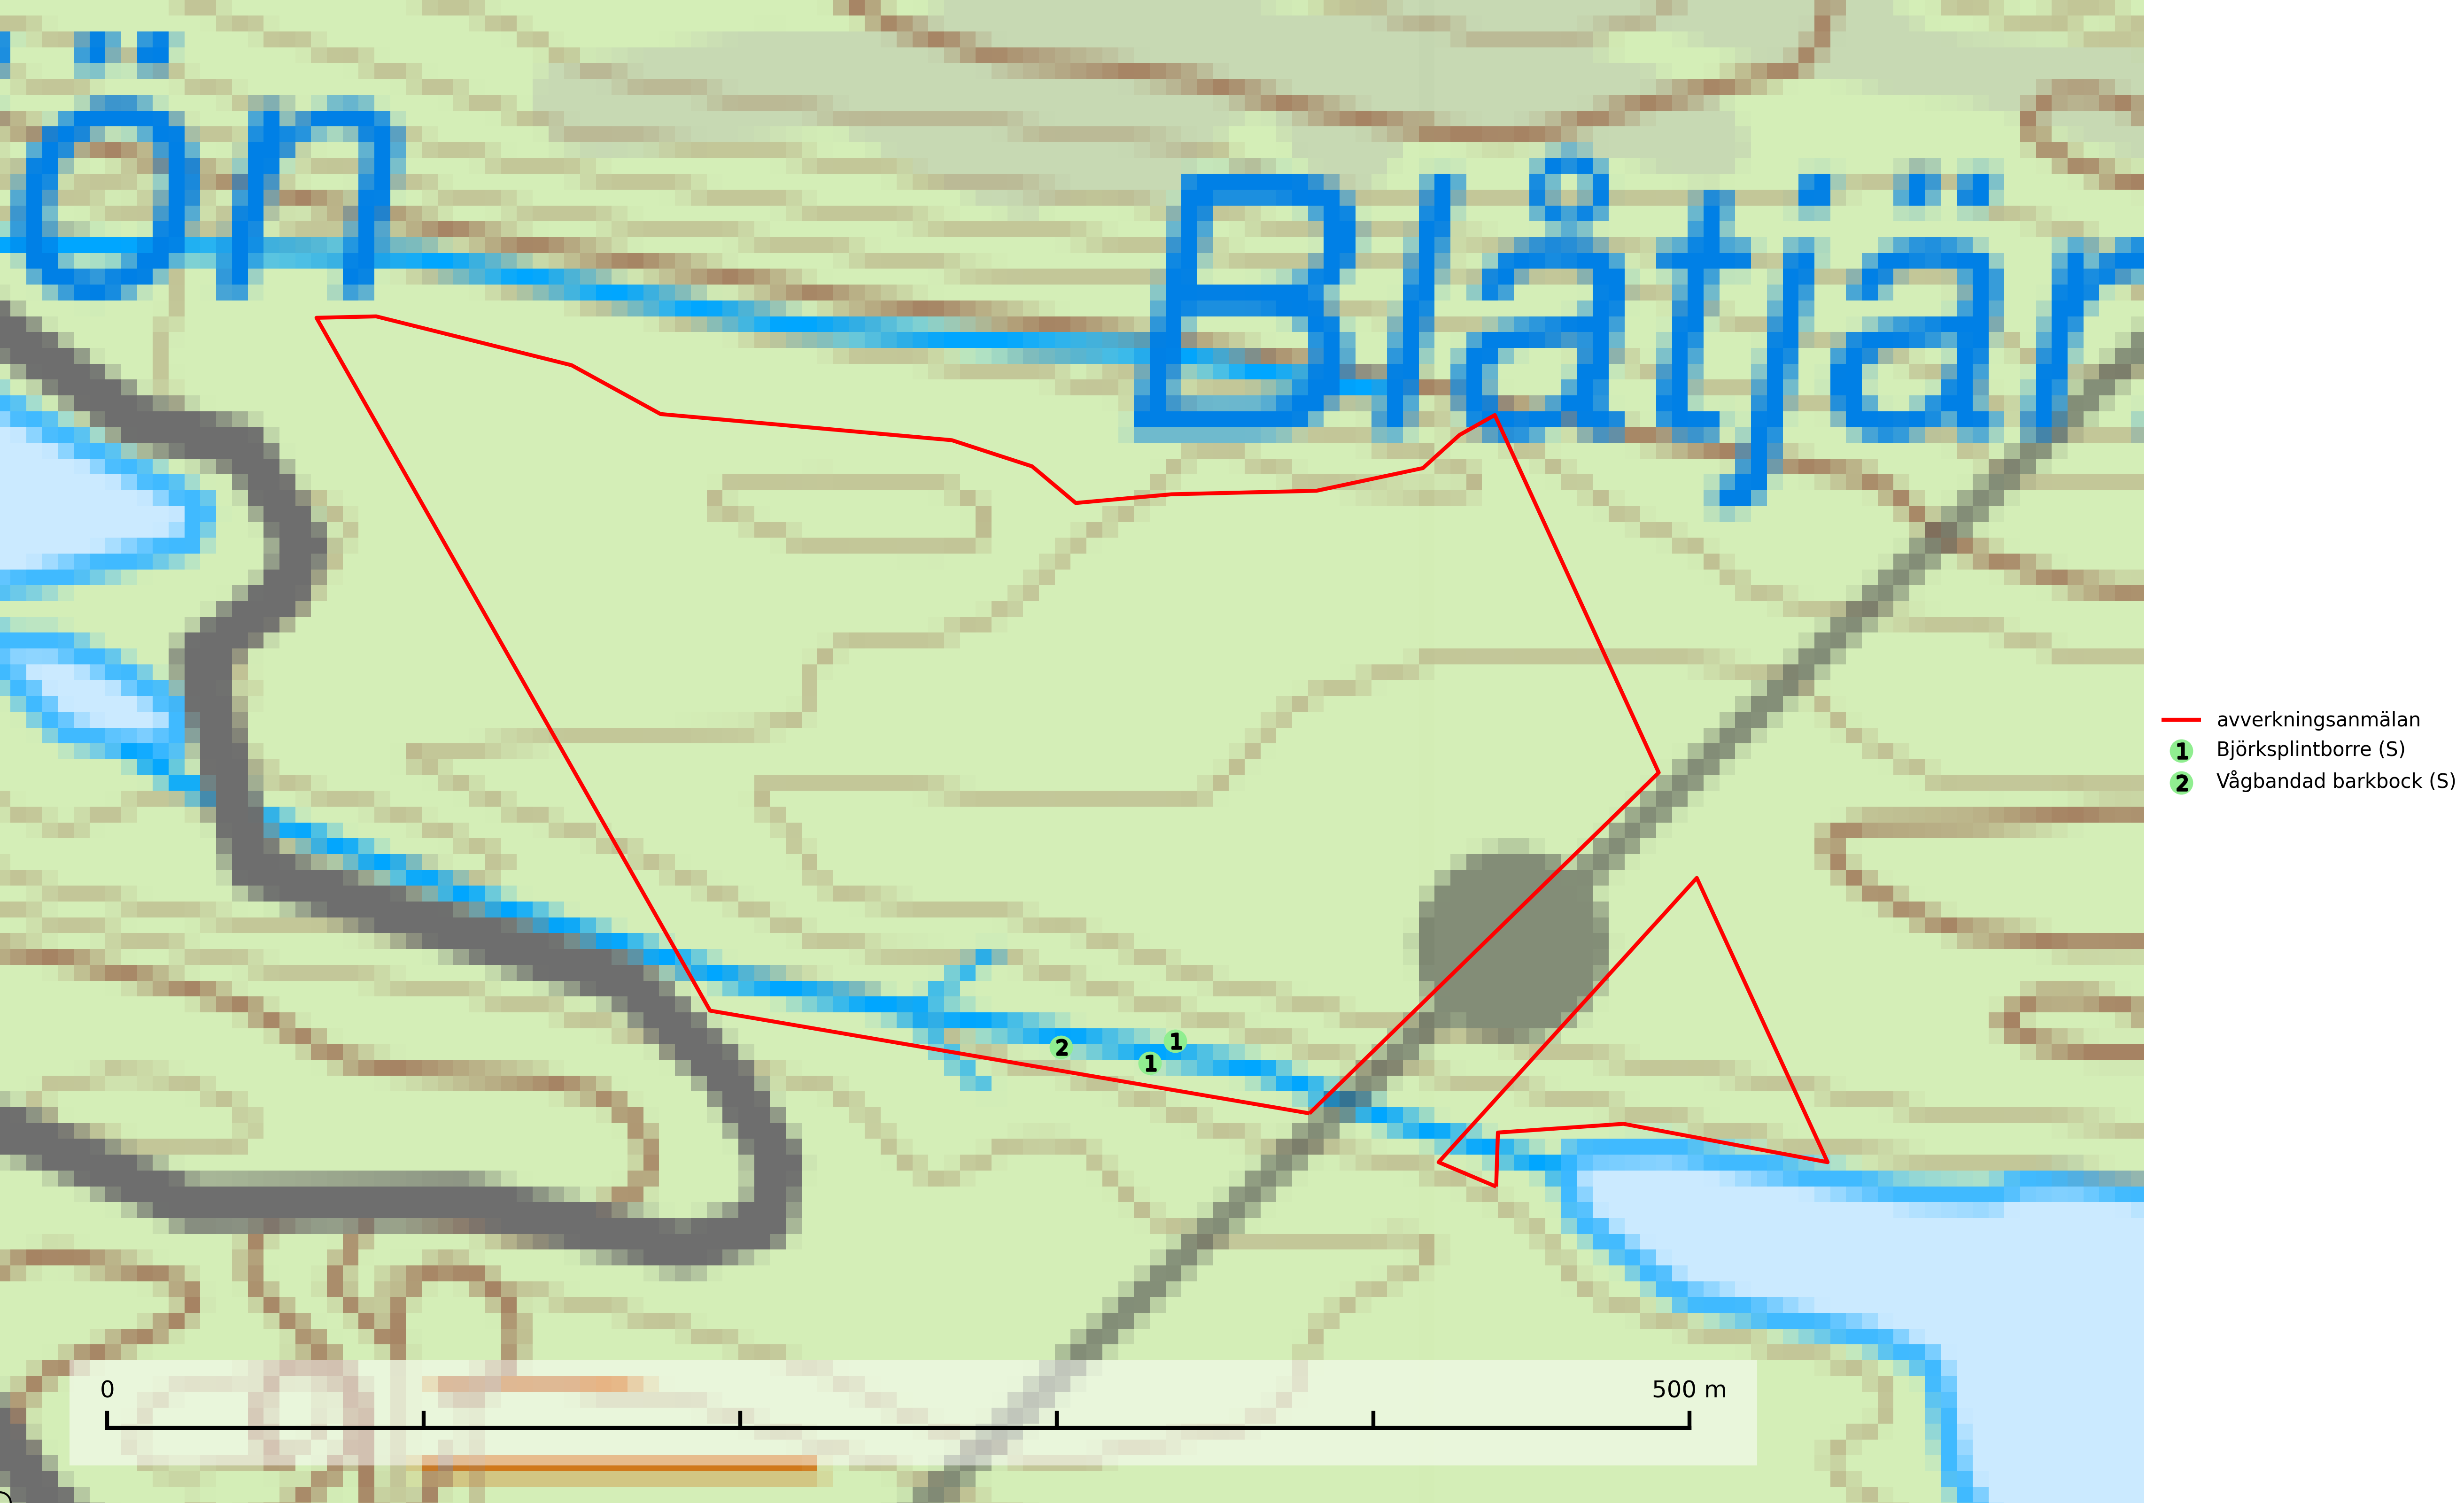 ön
Blåtjär
avverkningsanmälan
1 Björksplintborre (S)
2 Vågbandad barkbock (S)
2 1
1
0 500 m